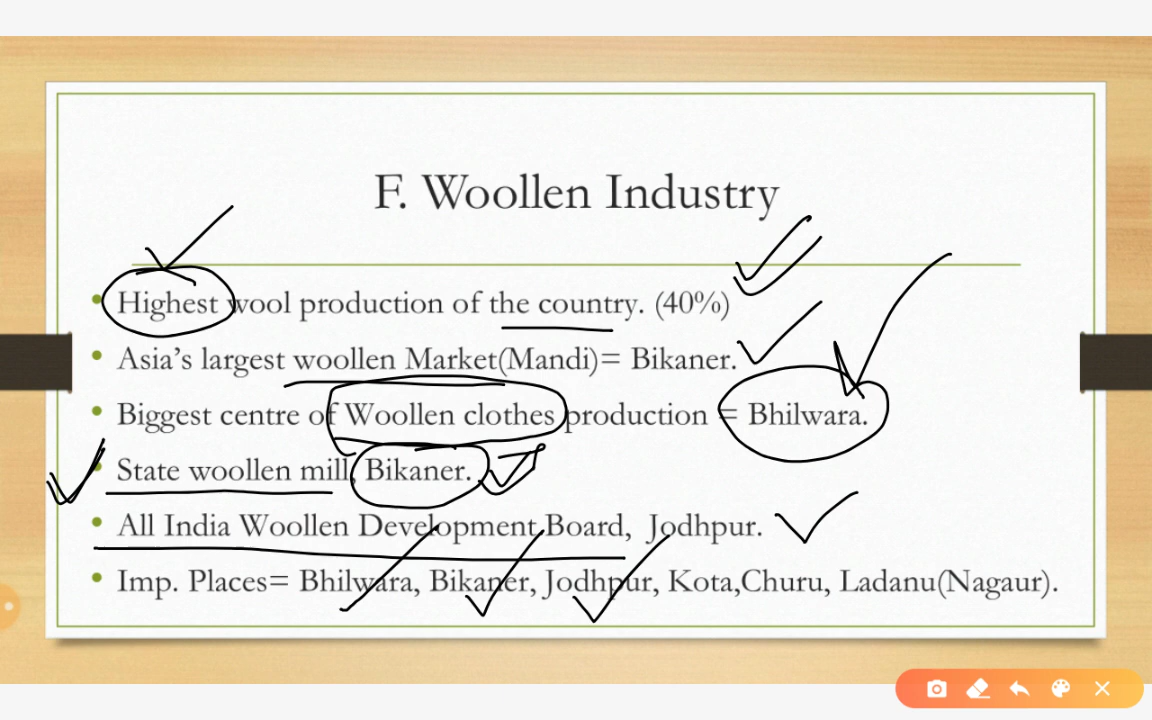 F. Woollen Industry
• Highest wool production of the country. (40%)
• Asia's largest woollen Market(Mandi)= Bikaner.
• Biggest centre of Woollen clothes production = Bhilwara.
• State woollen mill, Bikaner.
• All India Woollen Development Board, Jodhpur.
• Imp. Places= Bhilwara, Bikaner, Jodhpur, Kota,Churu, Ladanu(Nagaur).